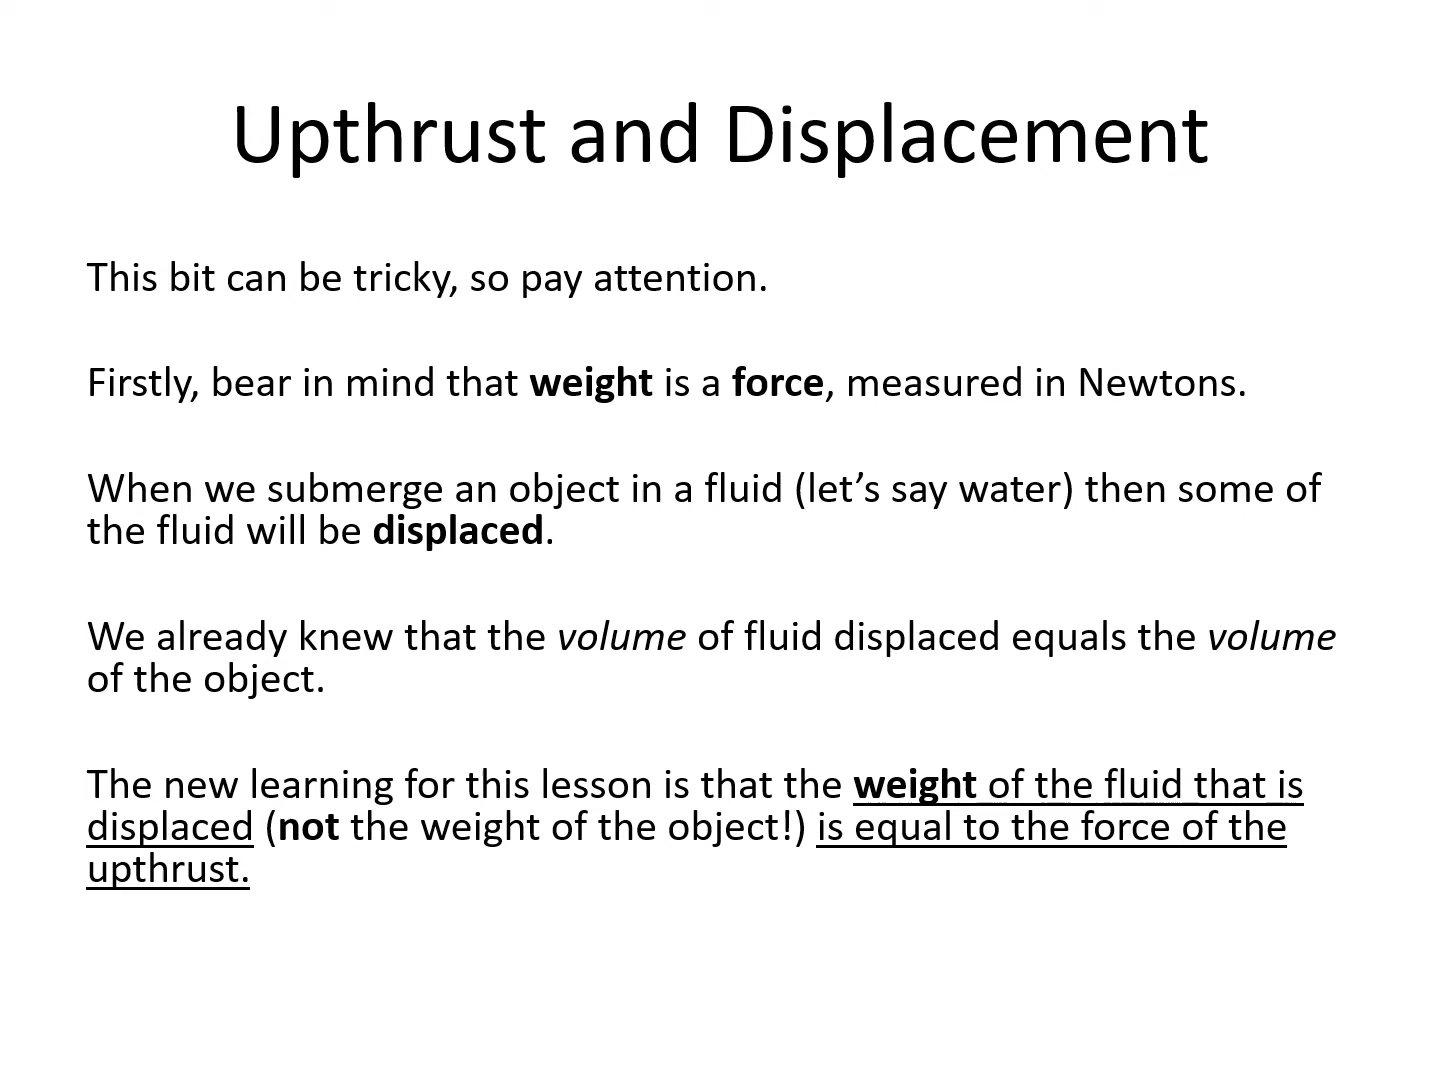 Upthrust and Displacement
This bit can be tricky, so pay attention.
Firstly, bear in mind that weight is a force, measured in Newtons.
When we submerge an object in a fluid (let’s say water) then some of
the fluid will be displaced.
We already knew that the volume of fluid displaced equals the volume
of the object.
The new learning for this lesson is that the weight of the fluid that is
displaced (not the weight of the object!) is equal to the force of the
upthrust.